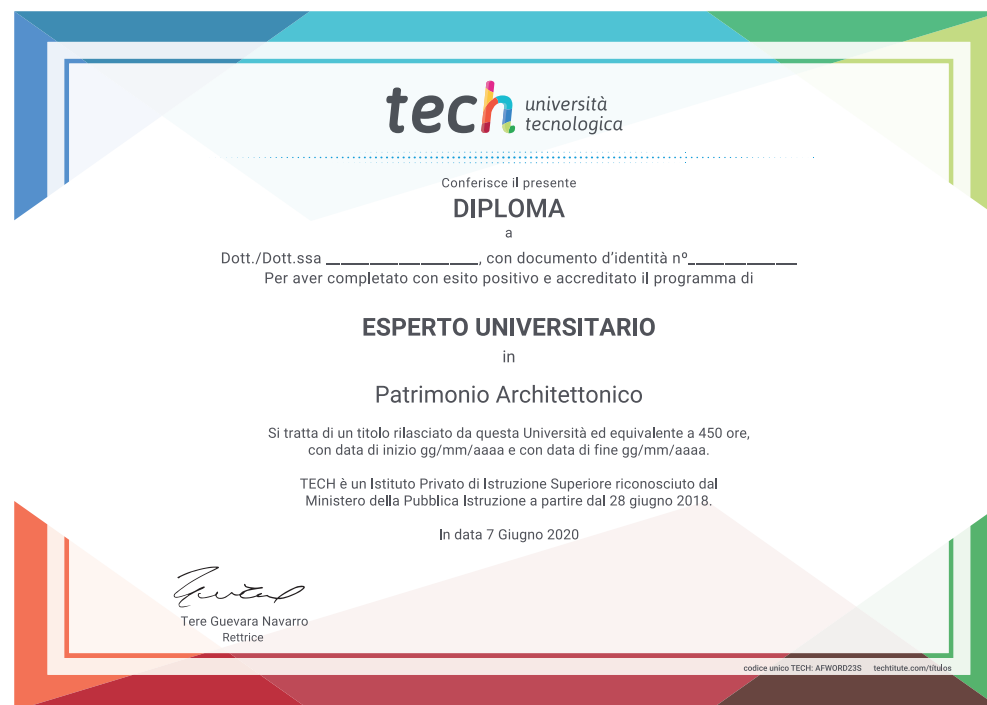 tech università
tecnologica
Conferisce il presente
DIPLOMA
a
Dott./Dott.ssa ____________________, con documento d'identità nº______________
Per aver completato con esito positivo e accreditato il programma di
ESPERTO UNIVERSITARIO
in
Patrimonio Architettonico
Si tratta di un titolo rilasciato da questa Università ed equivalente a 450 ore,
con data di inizio gg/mm/aaaa e con data di fine gg/mm/aaaa.
TECH è un Istituto Privato di Istruzione Superiore riconosciuto dal
Ministero della Pubblica Istruzione a partire dal 28 giugno 2018.
In data 7 Giugno 2020
Tere Guevara Navarro
Rettrice
codice unico TECH: AFWORD23S techtitute.com/titulos